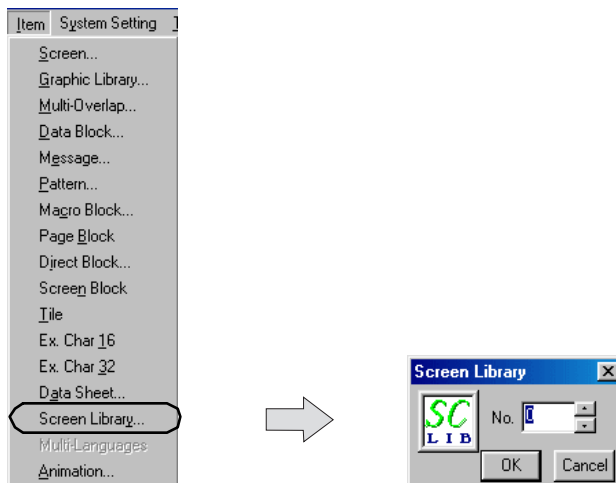 Item System Setting
Screen...
Graphic Library...
Multi-Overlap...
Data Block...
Message...
Pattern...
Macro Block...
Page Block
Direct Block...
Screen Block
Tile
Ex. Char 16
Ex. Char 32
Data Sheet...
Screen Library...
Multi-Languages
Animation...
Screen Library
SC
LIB
No. 0
OK Cancel